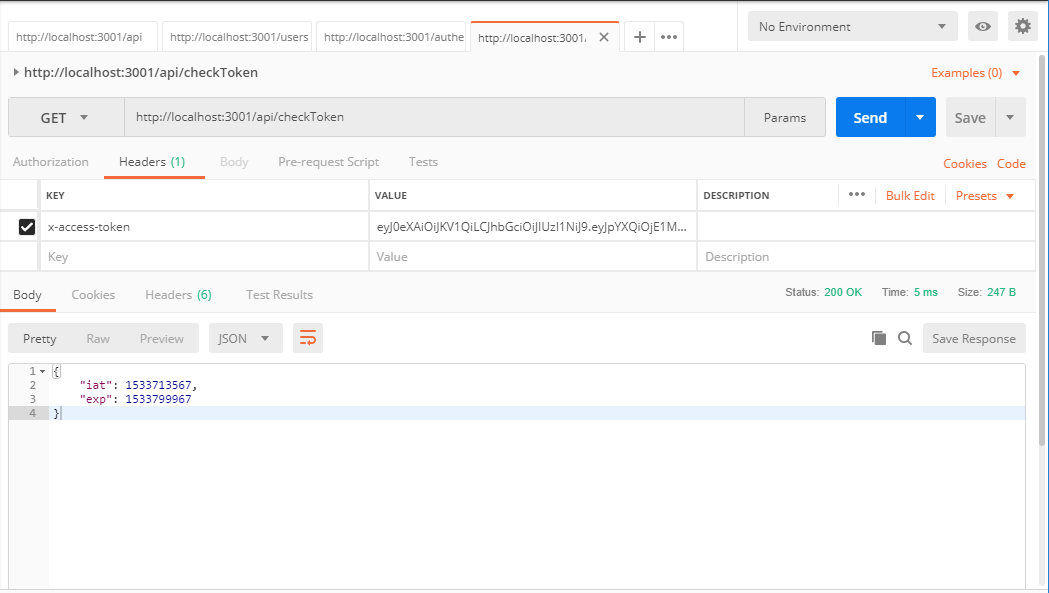 http://localhost:3001/api http://localhost:3001/users http://localhost:3001/authe http://localhost:3001/ No Environment
http://localhost:3001/api/checkToken Examples (0)
GET http://localhost:3001/api/checkToken Params Send Save
Authorization Headers (1) Body Pre-request Script Tests Cookies Code
KEY VALUE DESCRIPTION ••• Bulk Edit Presets
x-access-token eyJ0eXAiOiJKV1QiLCJhbGciOiJIUzI1NiJ9.eyJpYXQiOjE1M...
Key Value Description
Body Cookies Headers (6) Test Results Status: 200 OK Time: 5 ms Size: 247 B
Pretty Raw Preview JSON Save Response
1 {
2 "iat": 1533713567,
3 "exp": 1533799967
4 }